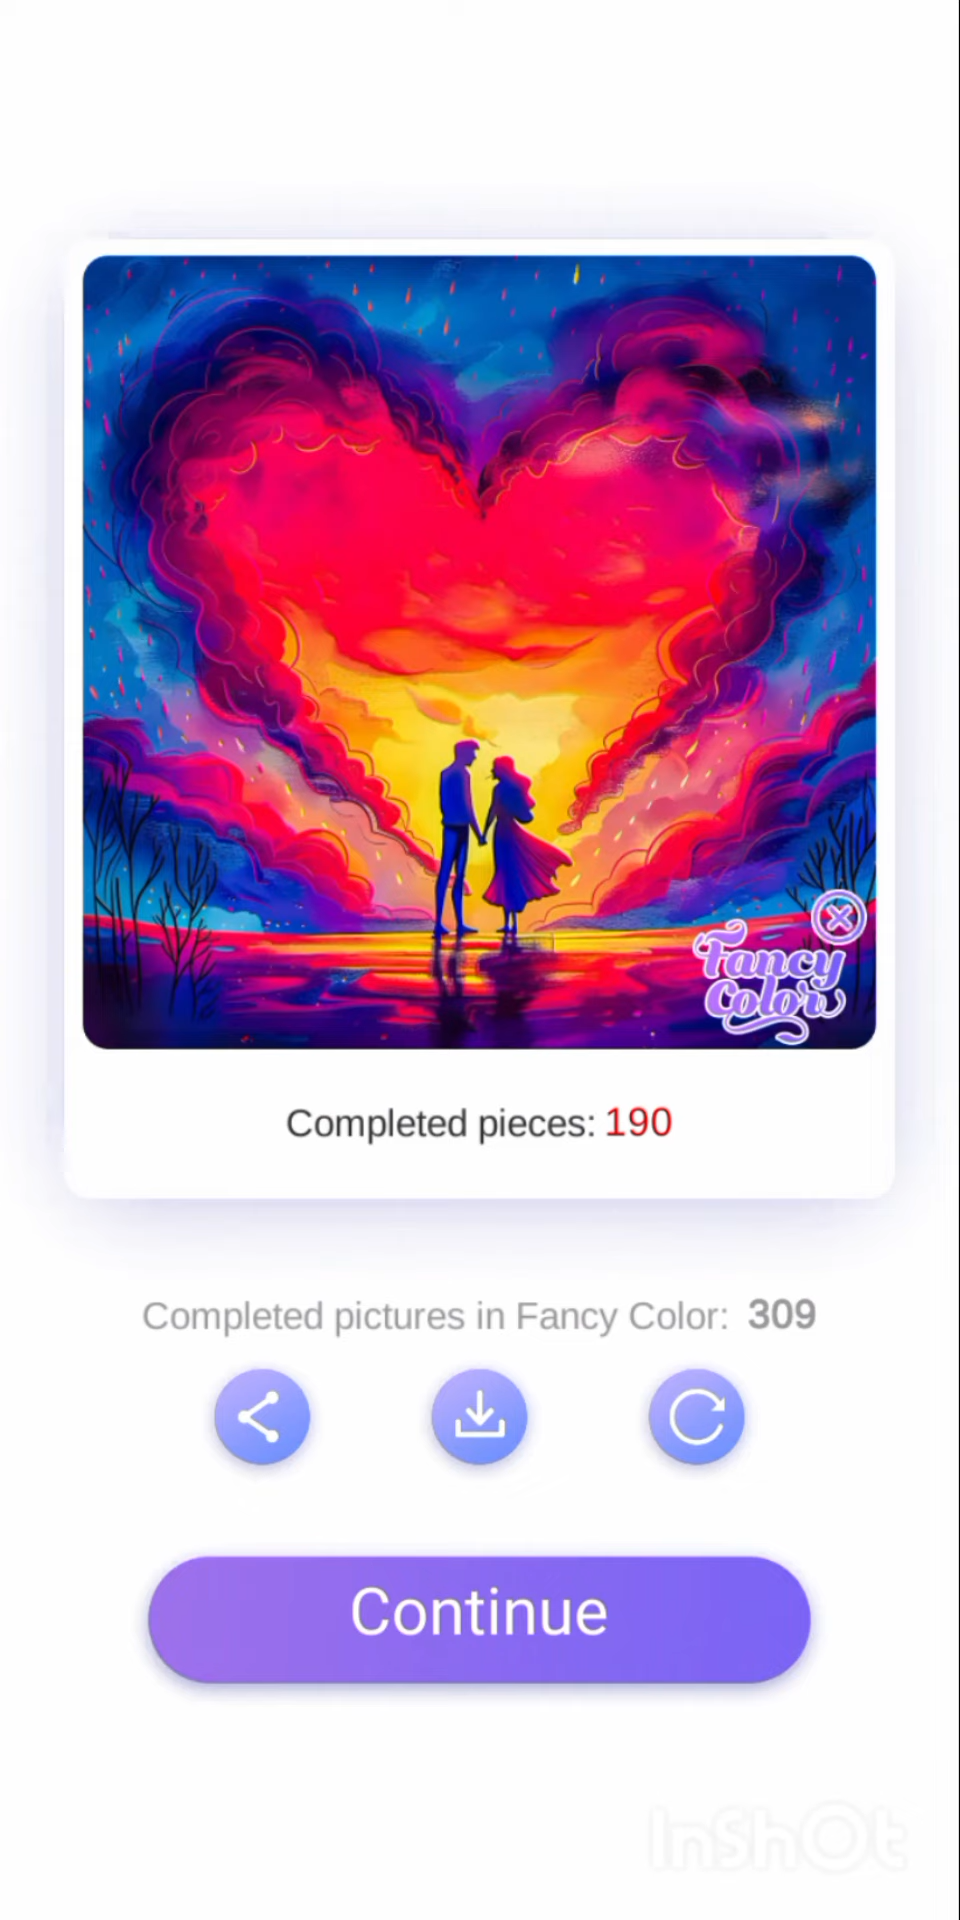 Fancy
Color
Completed pieces: 190
Completed pictures in Fancy Color: 309
Continue
InShOt